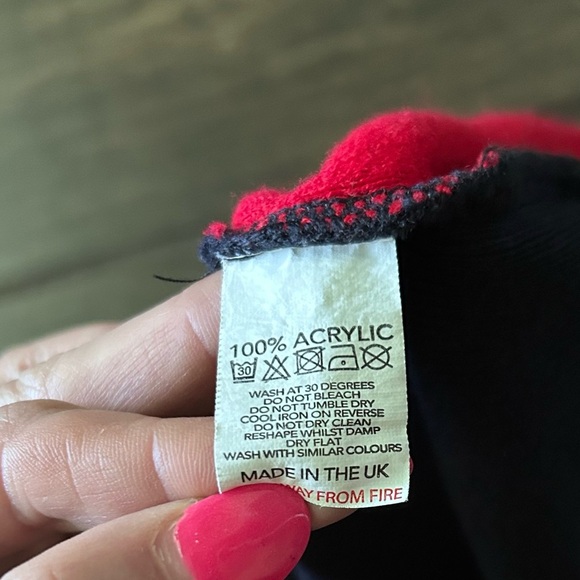 100% ACRYLIC
30
WASH AT 30 DEGREES
DO NOT BLEACH
DO NOT TUMBLE DRY
COOL IRON ON REVERSE
DO NOT DRY CLEAN
RESHAPE WHILST DAMP
DRY FLAT
WASH WITH SIMILAR COLOURS
MADE IN THE UK
FROM FIRE